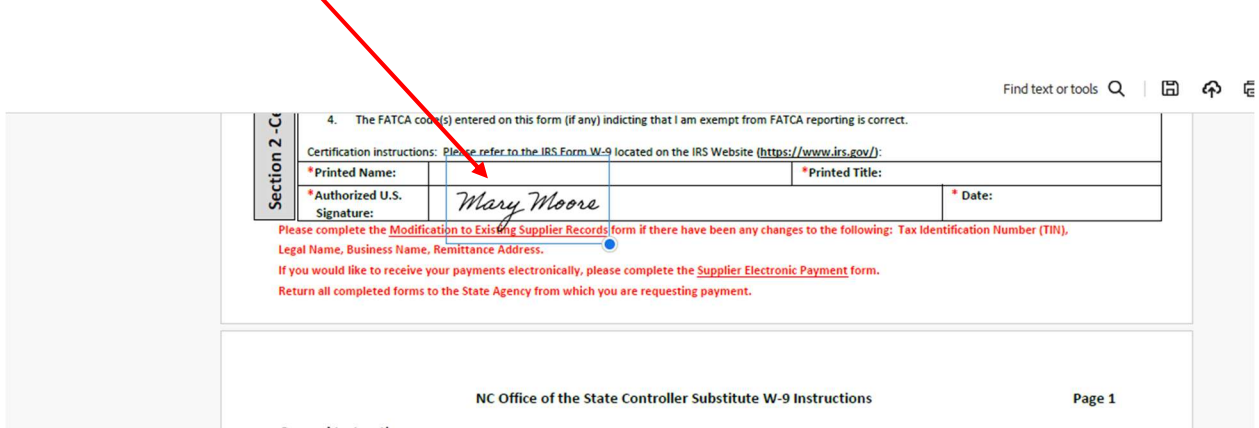 Find text or tools
Section 2 -Ce
4. The FATCA code(s) entered on this form (if any) indicting that I am exempt from FATCA reporting is correct.
Certification instructions: Please refer to the IRS Form W-9 located on the IRS Website (https://www.irs.gov/):
*Printed Name:
*Printed Title:
*Authorized U.S.
Signature:
Mary Moore
* Date:
Please complete the Modification to Existing Supplier Records form if there have been any changes to the following: Tax Identification Number (TIN),
Legal Name, Business Name, Remittance Address.
If you would like to receive your payments electronically, please complete the Supplier Electronic Payment form.
Return all completed forms to the State Agency from which you are requesting payment.
NC Office of the State Controller Substitute W-9 Instructions
Page 1